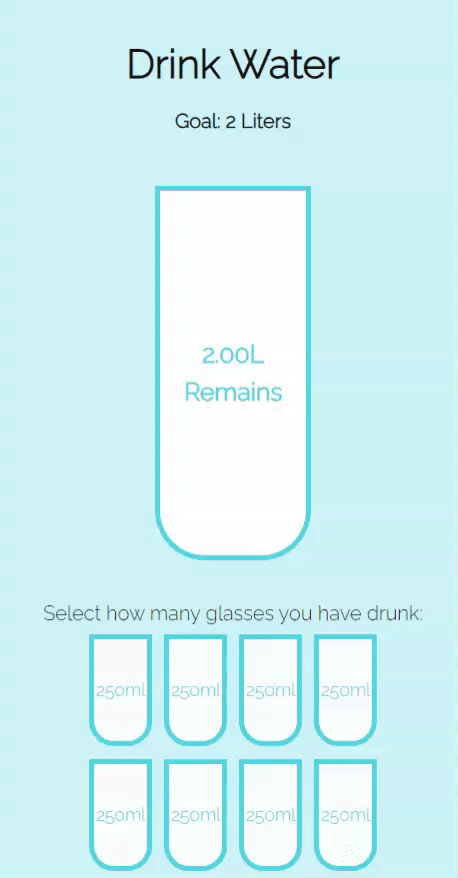 Drink Water
Goal: 2 Liters
2.00L
Remains
Select how many glasses you have drunk:
250ml 250ml 250ml 250ml
250ml 250ml 250ml 250ml